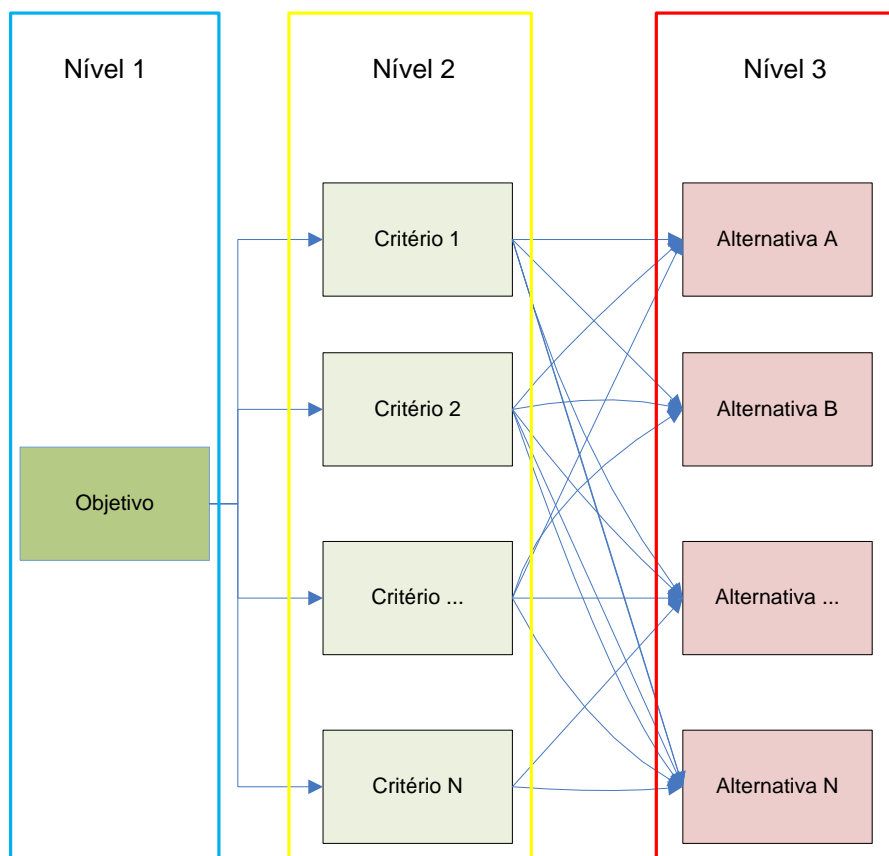 Nível 1
Nível 2
Nível 3
Critério 1
Alternativa A
Critério 2
Alternativa B
Objetivo
Critério ...
Alternativa ...
Critério N
Alternativa N